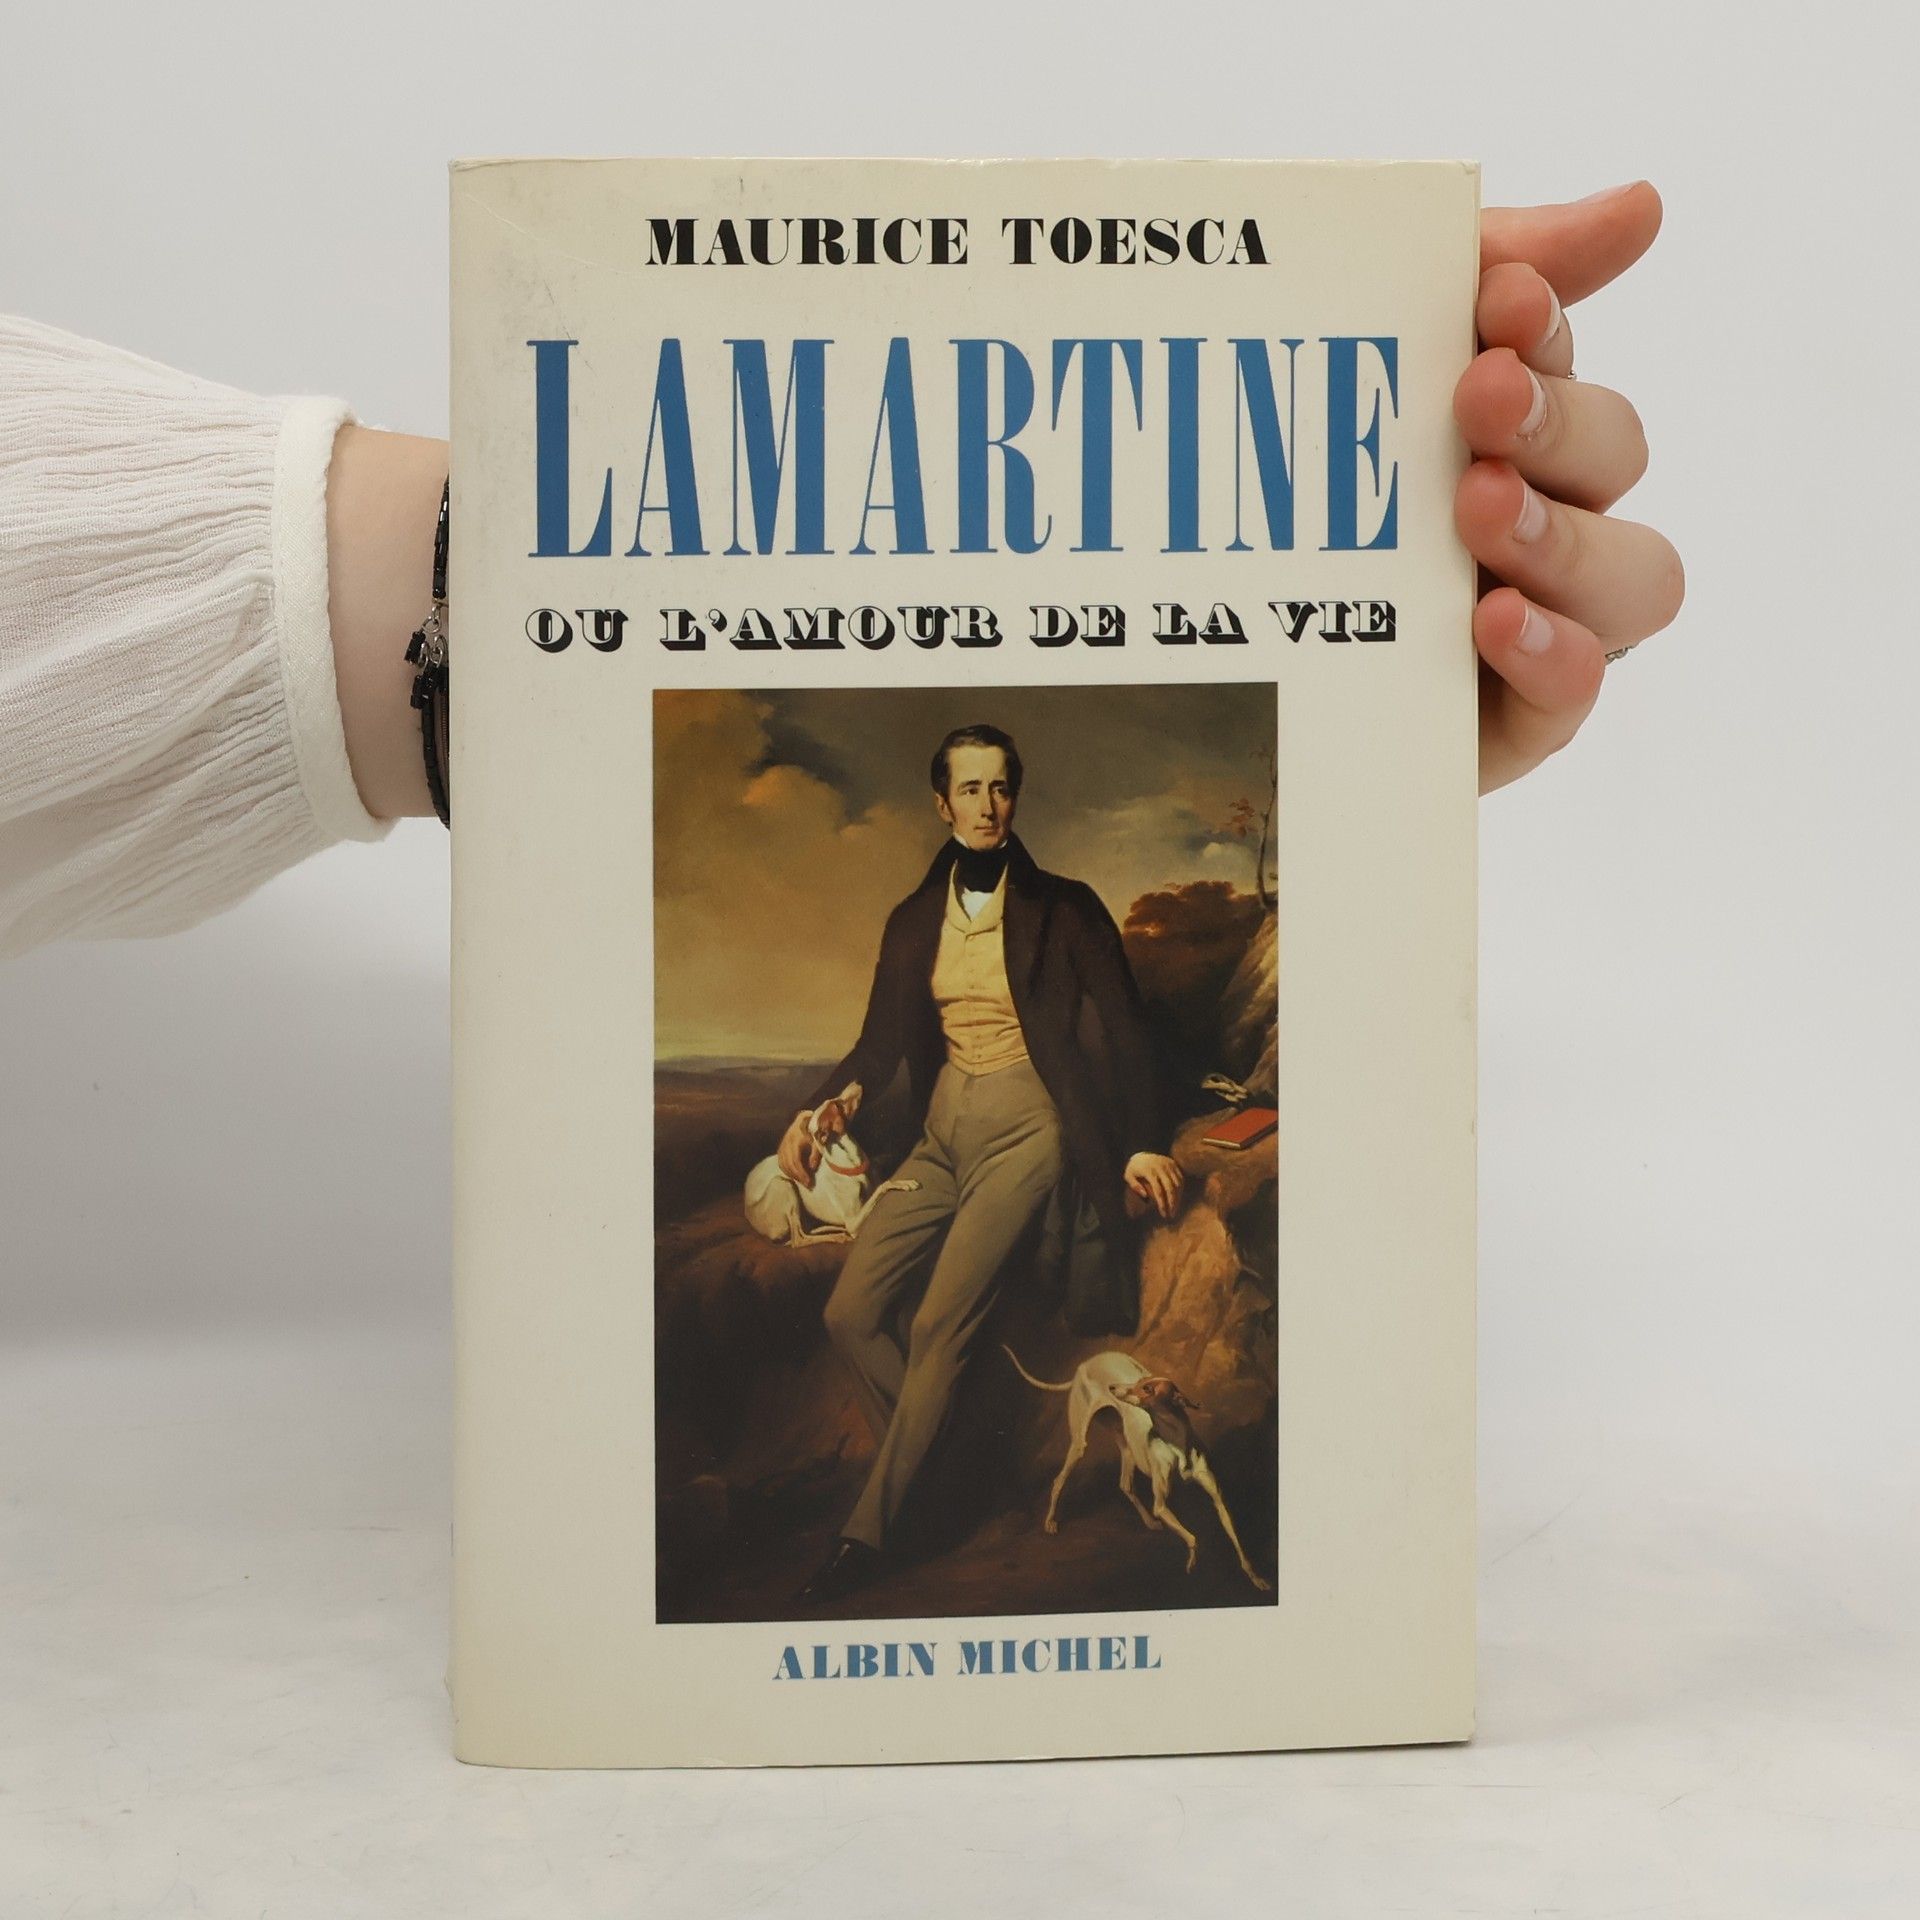 MAURICE TOESCA
LAMARTINE
OU L'AMOUR DE LA VIE
ALBIN MICHEL